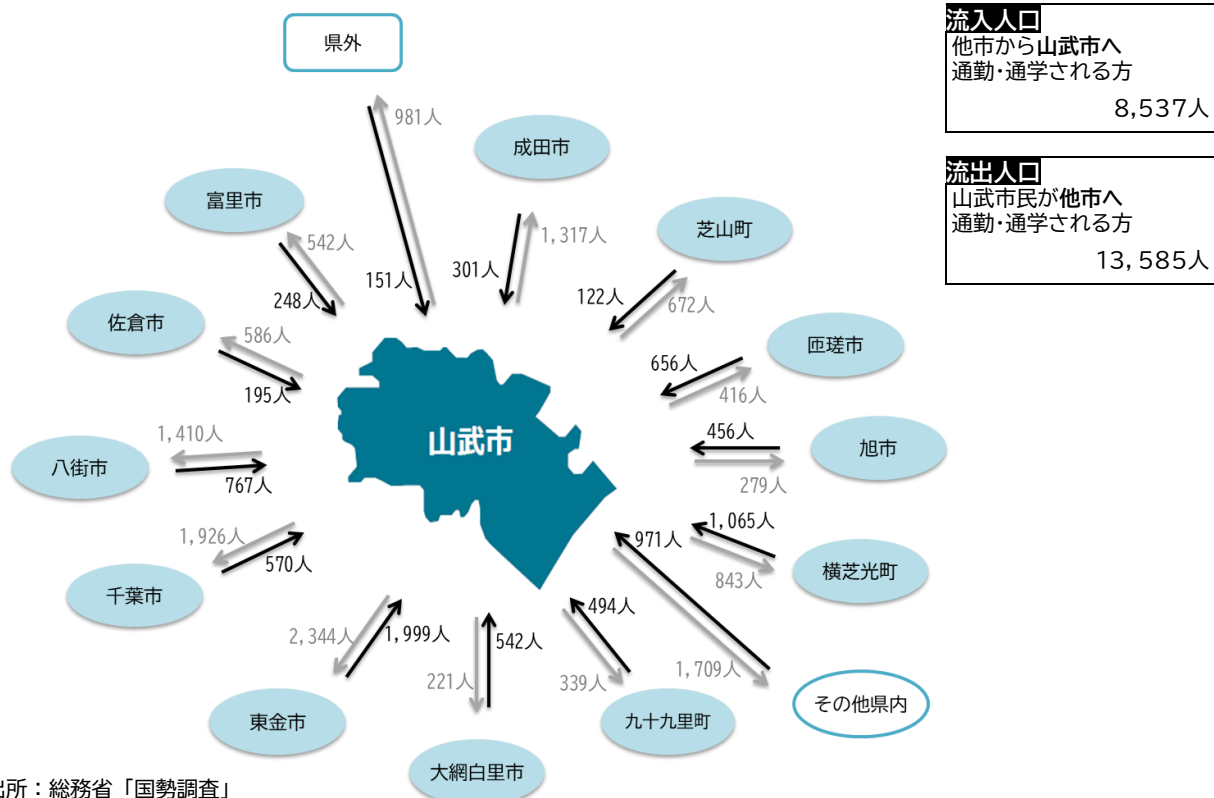 県外
流入人口
他市から山武市へ
通勤・通学される方
8,537人
流出人口
山武市民が他市へ
通勤・通学される方
13,585人
981人
151人
成田市
1,317人
301人
富里市
542人
248人
芝山町
122人
672人
佐倉市
586人
195人
匝瑳市
656人
416人
山武市
八街市
1,410人
767人
旭市
456人
279人
千葉市
1,926人
570人
横芝光町
1,065人
843人
971人
1,709人
その他県内
東金市
2,344人
1,999人
大網白里市
221人
542人
九十九里町
494人
339人
出所：総務省「国勢調査」